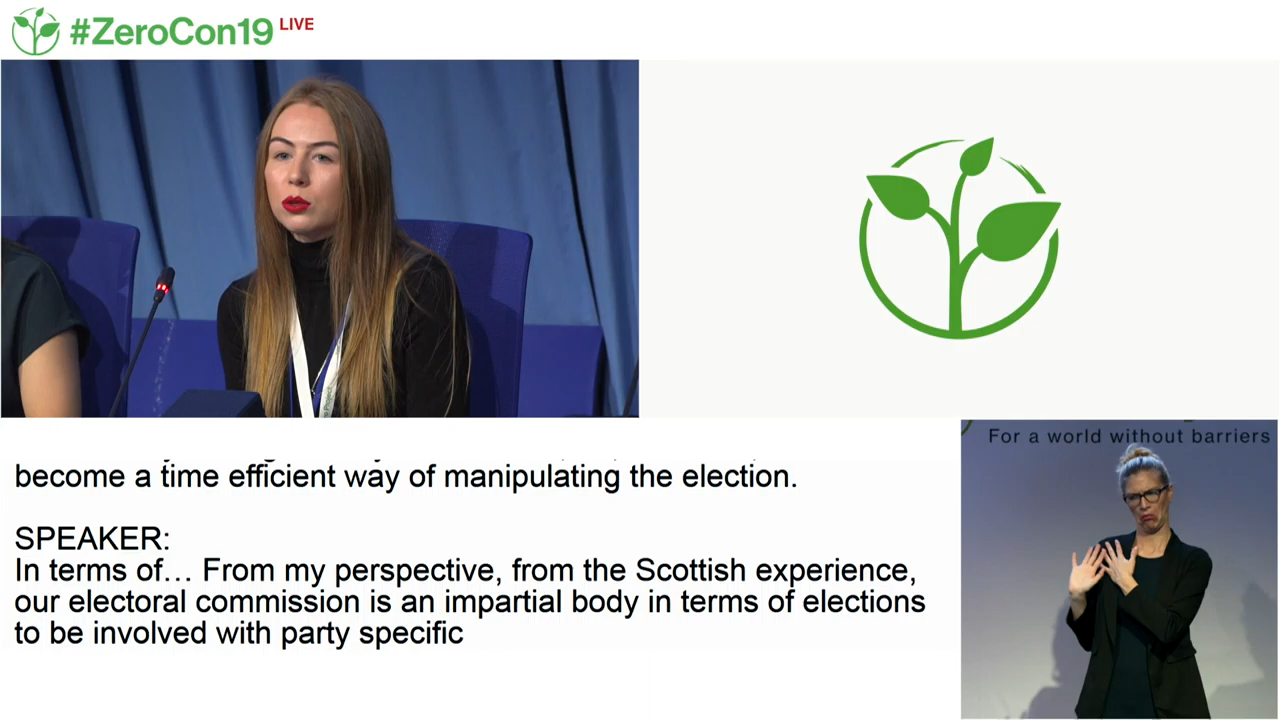 #ZeroCon19 LIVE
For a world without barriers
become a time efficient way of manipulating the election.
SPEAKER:
In terms of… From my perspective, from the Scottish experience,
our electoral commission is an impartial body in terms of elections
to be involved with party specific